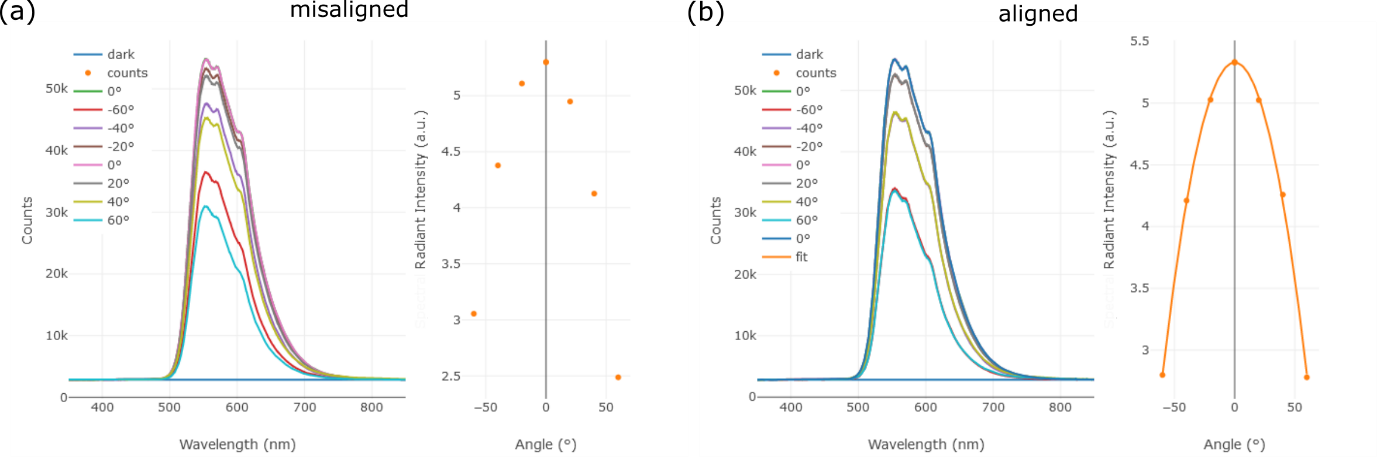 (a)
misaligned
dark
counts
0°
-60°
-40°
-20°
0°
20°
40°
60°
50k
40k
30k
20k
10k
0
Counts
400
500
600
700
800
Wavelength (nm)
Radiant Intensity (a.u.)
5
4.5
4
3.5
3
2.5
−50
0
50
Angle (°)
(b)
aligned
dark
counts
0°
-60°
-40°
-20°
0°
20°
40°
60°
0°
fit
50k
40k
30k
20k
10k
0
Counts
400
500
600
700
800
Wavelength (nm)
Radiant Intensity (a.u.)
5.5
5
4.5
4
3.5
3
−50
0
50
Angle (°)